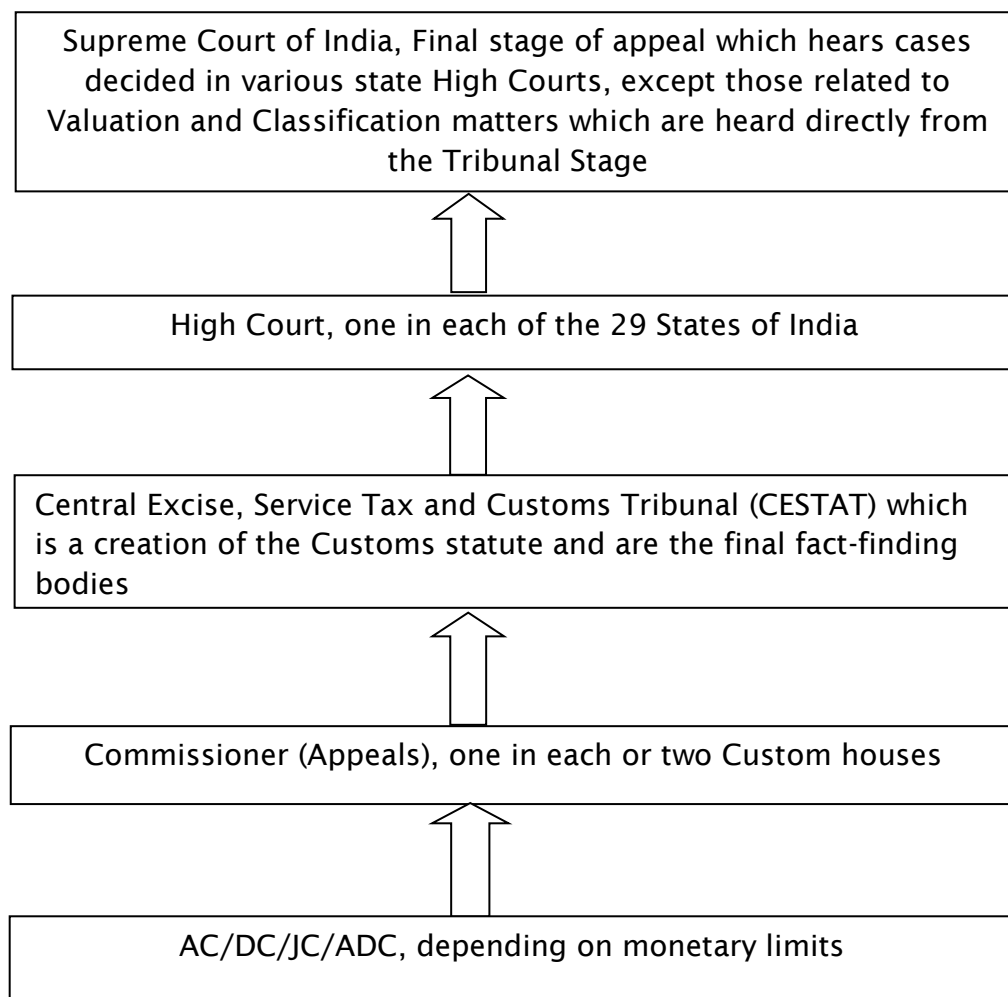 Supreme Court of India, Final stage of appeal which hears cases
decided in various state High Courts, except those related to
Valuation and Classification matters which are heard directly from
the Tribunal Stage
High Court, one in each of the 29 States of India
Central Excise, Service Tax and Customs Tribunal (CESTAT) which
is a creation of the Customs statute and are the final fact-finding
bodies
Commissioner (Appeals), one in each or two Custom houses
AC/DC/JC/ADC, depending on monetary limits